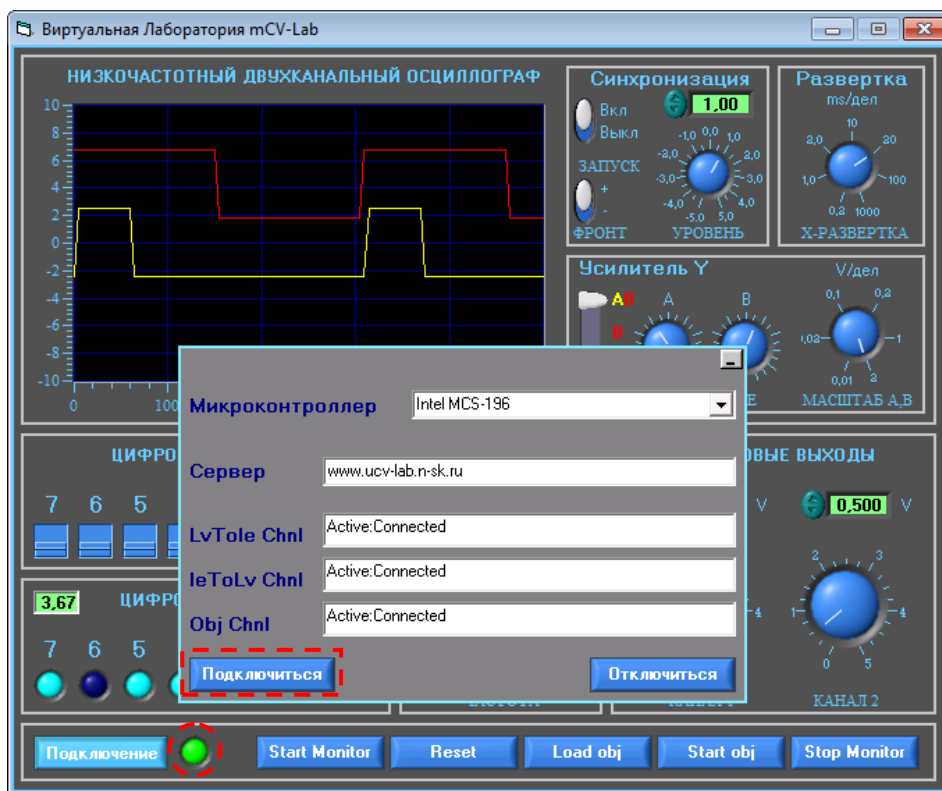 Виртуальная Лаборатория mCV-Lab
НИЗКОЧАСТОТНЫЙ ДВУХКАНАЛЬНЫЙ ОСЦИЛЛОГРАФ
10
8
6
4
2
0
-2
-4
-6
-8
-10
0 100
Синхронизация
Вкл
Выкл
1,00
ЗАПУСК
+
-
ФРОНТ
-1,0 0,0 1,0
-2,0 2,0
-3,0 3,0
-4,0 4,0
-5.0 5,0
УРОВЕНЬ
Развертка
ms/дел
10
2,0 20
1,0 100
0,2 1000
Х-РАЗВЕРТКА
Усилитель Y
AB
B
A B
V/дел
0,1 0,2
0,02 1
0,01 2
МАСШТАБ А,В
Микроконтроллер
Intel MCS-196
Сервер
www.ucv-lab.n-sk.ru
LvToIe Chnl
Active:Connected
IeToLv Chnl
Active:Connected
Obj Chnl
Active:Connected
Подключиться
Отключиться
ЦИФРО
7 6 5
3,67
ЦИФР
7 6 5
ОВЫЕ ВЫХОДЫ
V
0,500 V
2 3
1 4
0 5
4
КАНАЛ 2
Подключение
Start Monitor
Reset
Load obj
Start obj
Stop Monitor